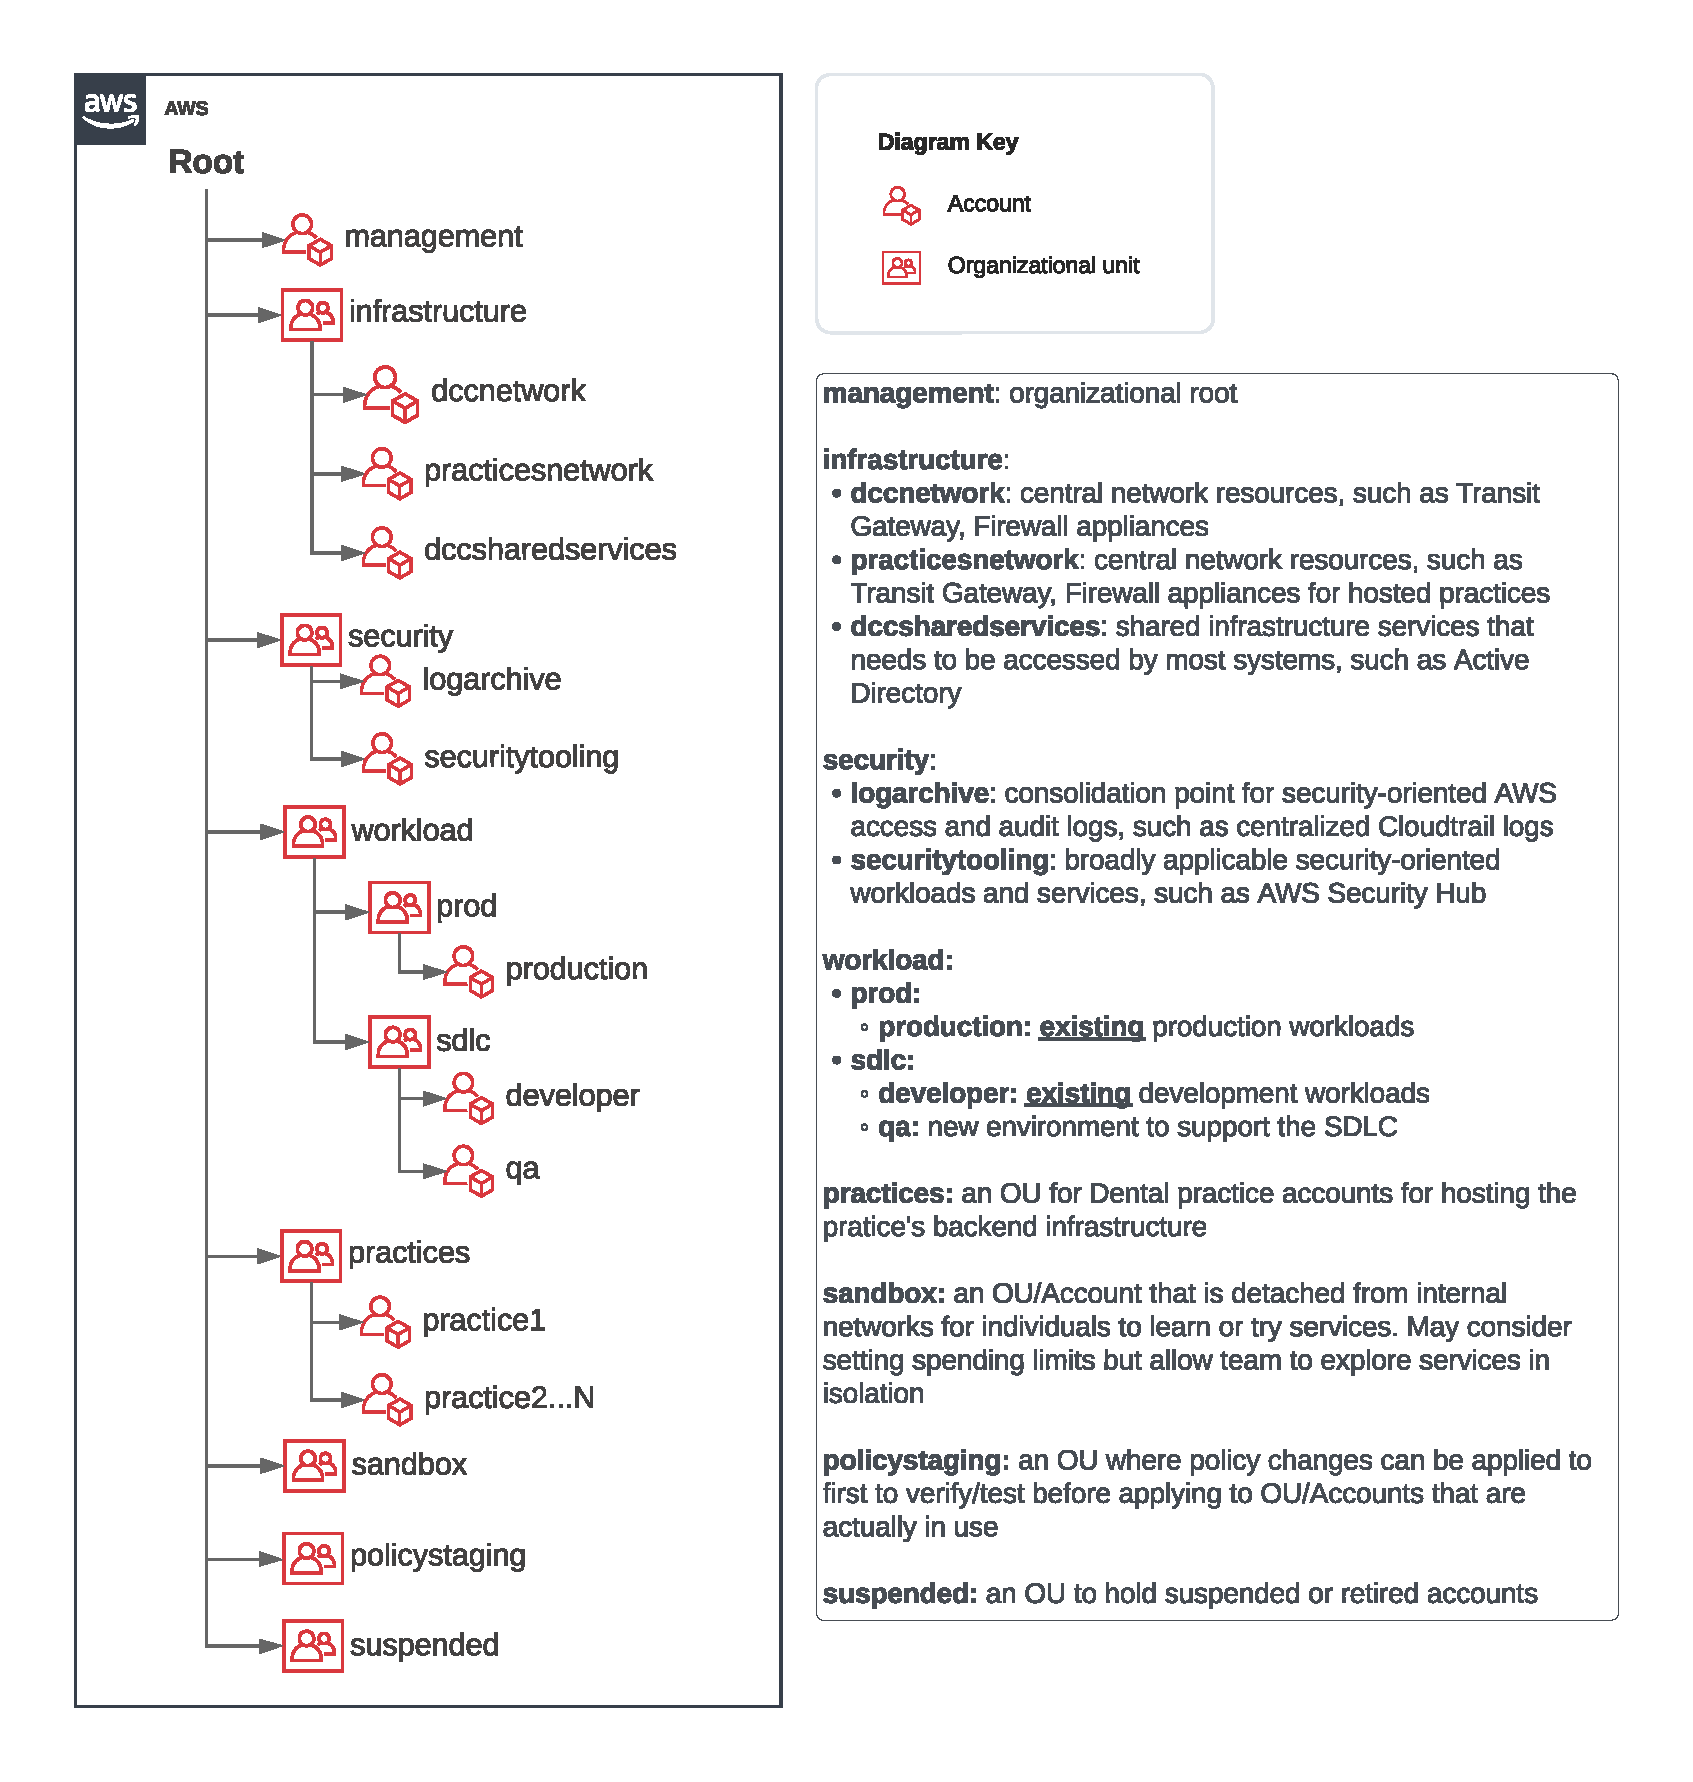 aws
AWS
Root
management
infrastructure
dccnetwork
practicesnetwork
dccsharedservices
security
logarchive
securitytooling
workload
prod
production
sdlc
developer
qa
practices
practice1
practice2...N
sandbox
policystaging
suspended
Diagram Key
Account
Organizational unit
management: organizational root
infrastructure:
• dccnetwork: central network resources, such as Transit
Gateway, Firewall appliances
• practicesnetwork: central network resources, such as
Transit Gateway, Firewall appliances for hosted practices
• dccsharedservices: shared infrastructure services that
needs to be accessed by most systems, such as Active
Directory
security:
• logarchive: consolidation point for security-oriented AWS
access and audit logs, such as centralized Cloudtrail logs
• securitytooling: broadly applicable security-oriented
workloads and services, such as AWS Security Hub
workload:
• prod:
◦ production: existing production workloads
• sdlc:
◦ developer: existing development workloads
◦ qa: new environment to support the SDLC
practices: an OU for Dental practice accounts for hosting the
pratice's backend infrastructure
sandbox: an OU/Account that is detached from internal
networks for individuals to learn or try services. May consider
setting spending limits but allow team to explore services in
isolation
policystaging: an OU where policy changes can be applied to
first to verify/test before applying to OU/Accounts that are
actually in use
suspended: an OU to hold suspended or retired accounts